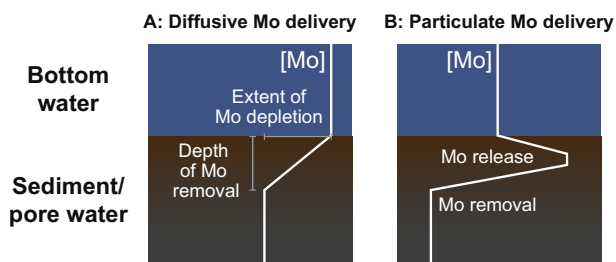 A: Diffusive Mo delivery
B: Particulate Mo delivery
Bottom
water
[Mo]
Extent of
Mo depletion
[Mo]
Sediment/
pore water
Depth
of Mo
removal
Mo release
Mo removal